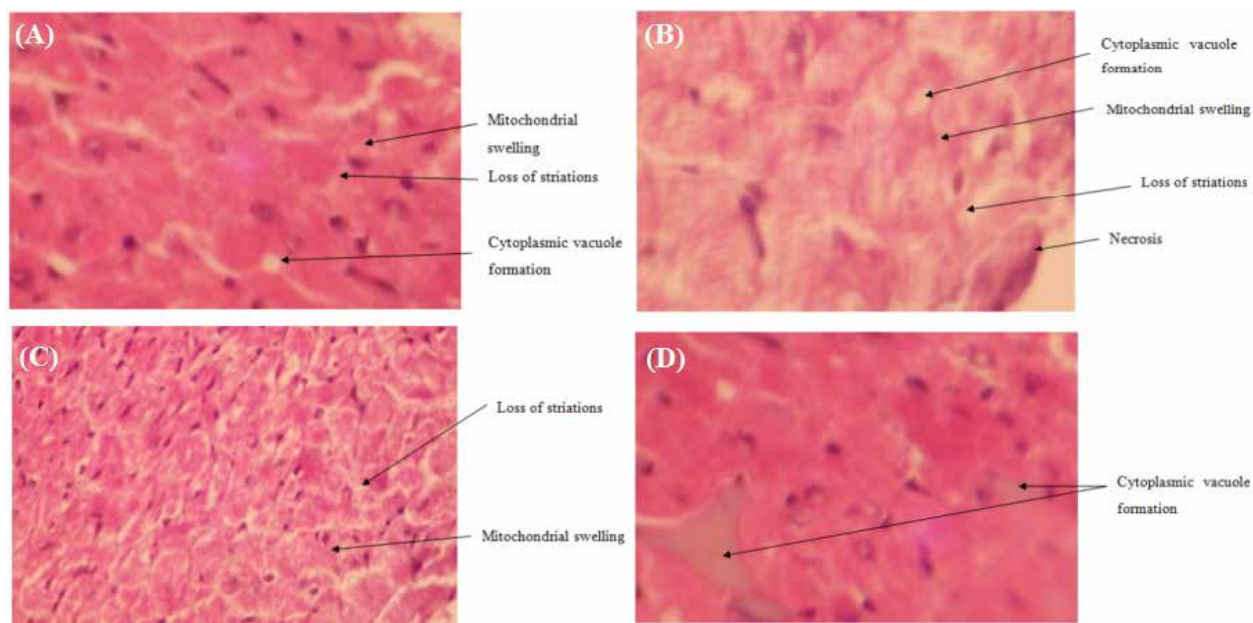 (A)
Mitochondrial
swelling
Loss of striations
Cytoplasmic vacuole
formation
(B)
Cytoplasmic vacuole
formation
Mitochondrial swelling
Loss of striations
Necrosis
(C)
Loss of striations
Mitochondrial swelling
(D)
Cytoplasmic vacuole
formation